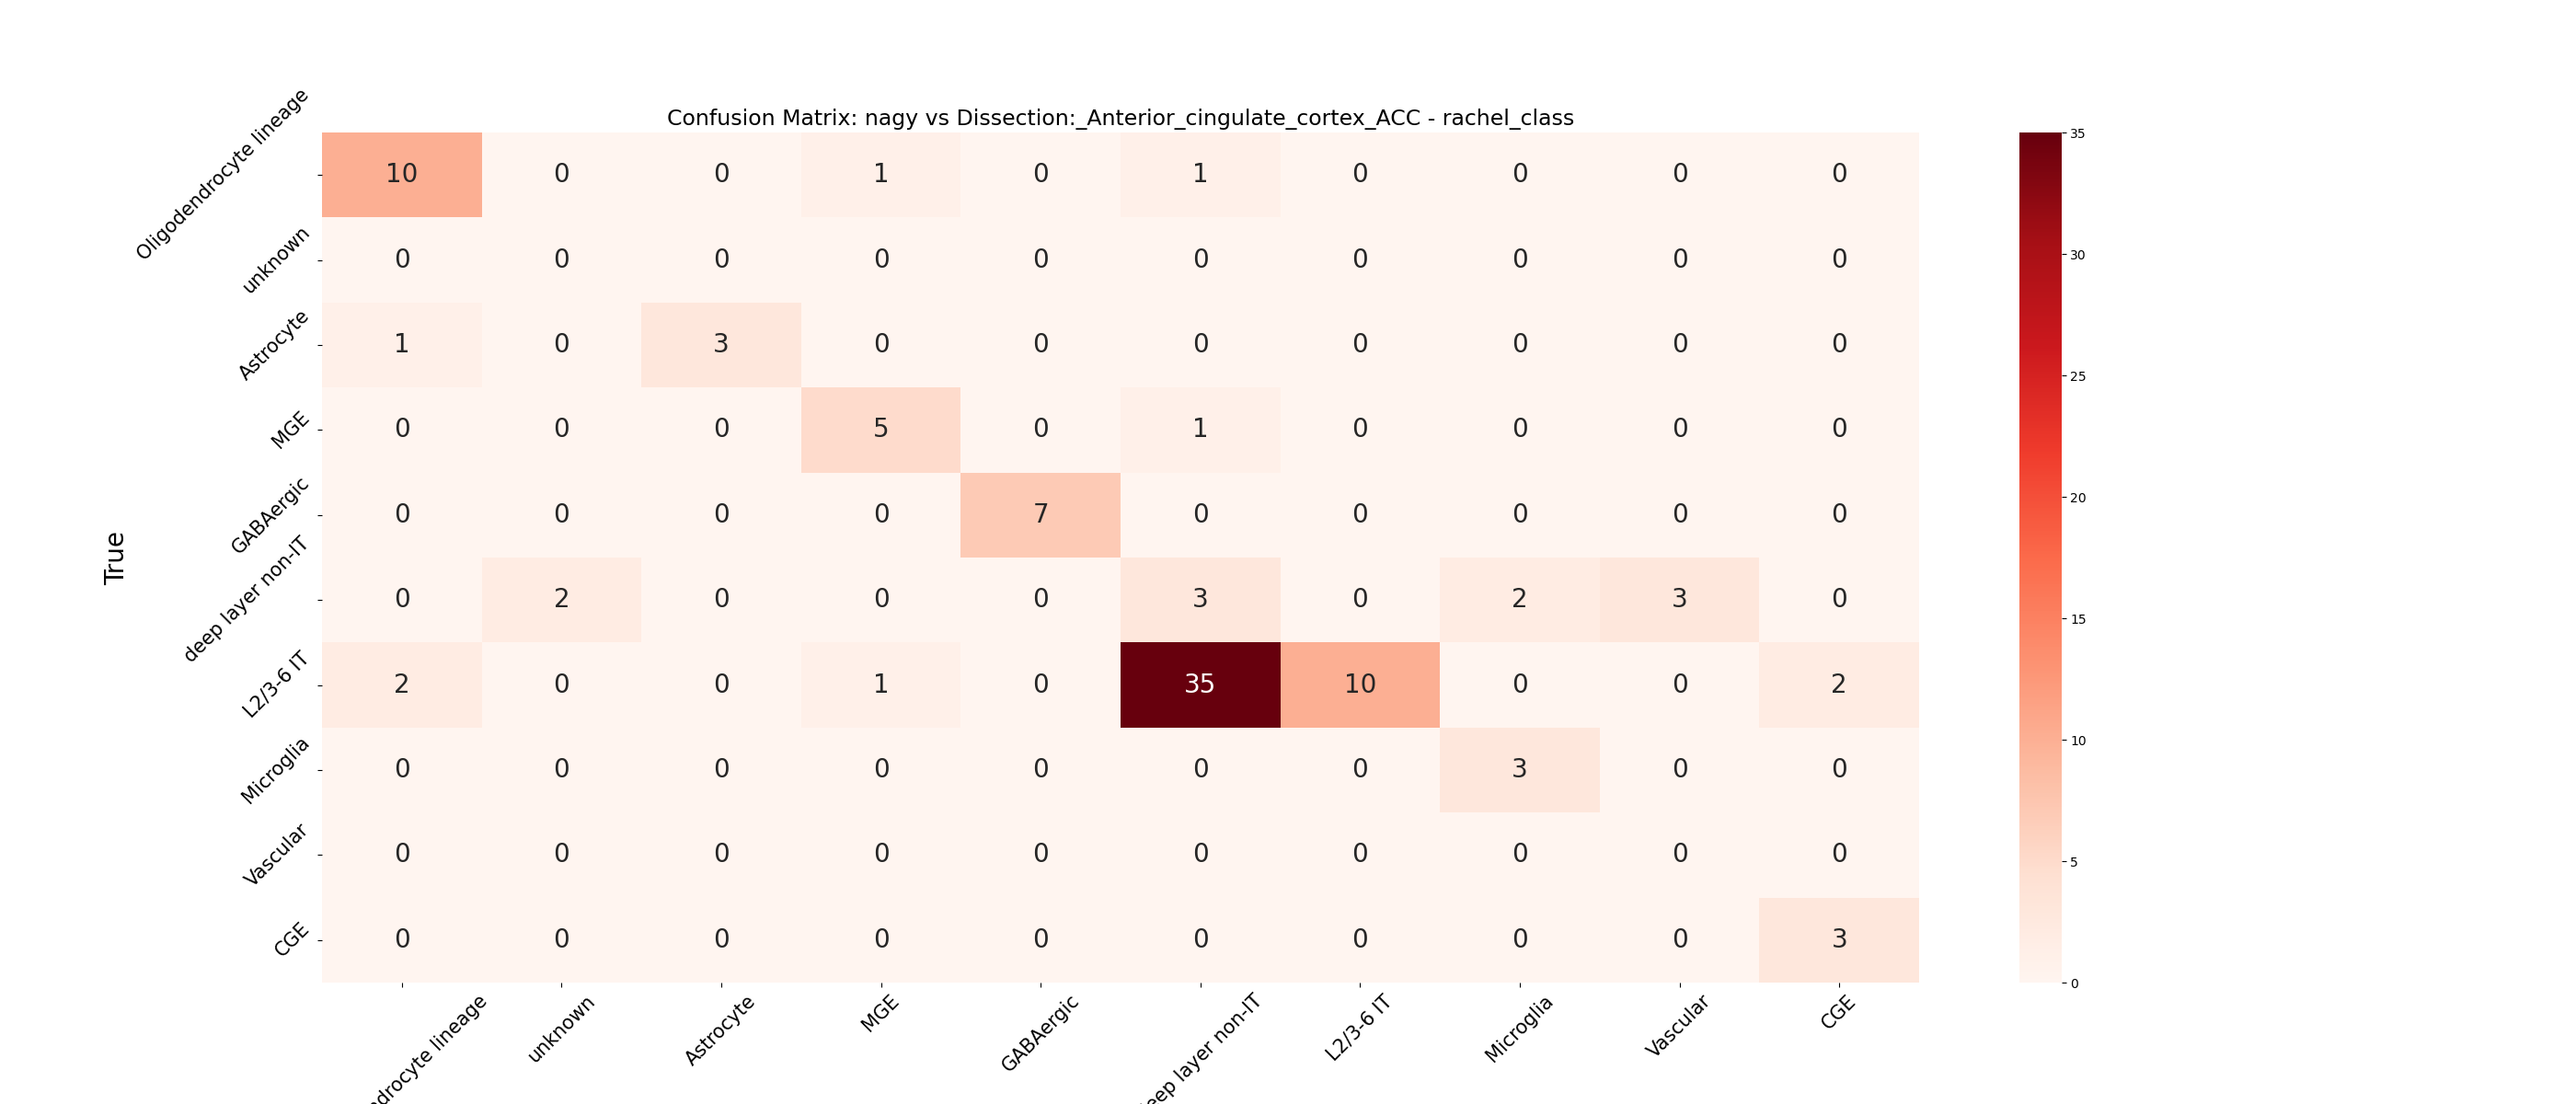 Confusion Matrix: nagy vs Dissection:_Anterior_cingulate_cortex_ACC - rachel_class
True
Oligodendrocyte lineage 10 0 0 1 0 1 0 0 0 0
unknown 0 0 0 0 0 0 0 0 0 0
Astrocyte 1 0 3 0 0 0 0 0 0 0
MGE 0 0 0 5 0 1 0 0 0 0
GABAergic 0 0 0 0 7 0 0 0 0 0
deep layer non-IT 0 2 0 0 0 3 0 2 3 0
L2/3-6 IT 2 0 0 1 0 35 10 0 0 2
Microglia 0 0 0 0 0 0 0 3 0 0
Vascular 0 0 0 0 0 0 0 0 0 0
CGE 0 0 0 0 0 0 0 0 0 3
lineage unknown Astrocyte MGE GABAergic layer non-IT L2/3-6 IT Microglia Vascular CGE
35
30
25
20
15
10
5
0